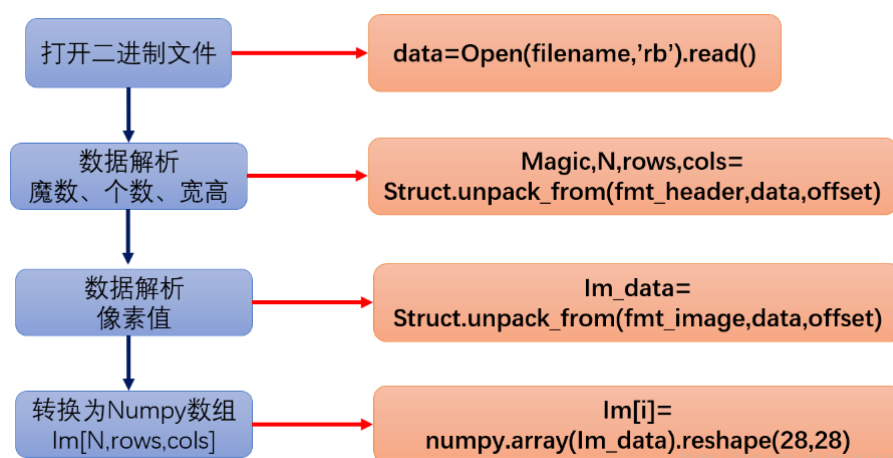 打开二进制文件
data=Open(filename,’rb’).read()
数据解析
魔数、个数、宽高
Magic,N,rows,cols=
Struct.unpack_from(fmt_header,data,offset)
数据解析
像素值
Im_data=
Struct.unpack_from(fmt_image,data,offset)
转换为Numpy数组
Im[N,rows,cols]
Im[i]=
numpy.array(Im_data).reshape(28,28)